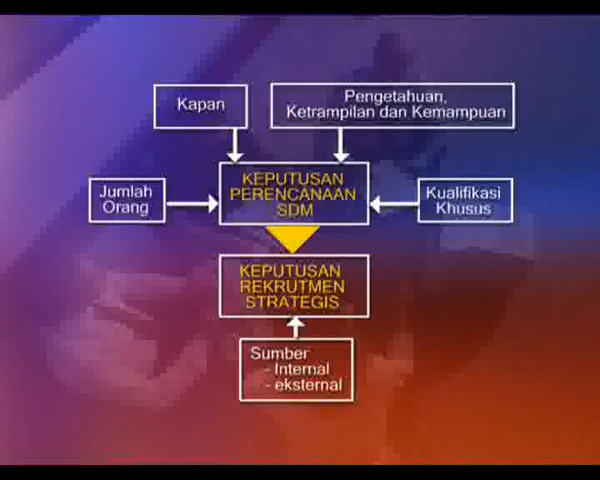 Kapan
Pengetahuan,
Ketrampilan dan Kemampuan
Jumlah
Orang
KEPUTUSAN
PERENCANAAN
SDM
Kualifikasi
Khusus
KEPUTUSAN
REKRUTMEN
STRATEGIS
Sumber
- Internal
- eksternal